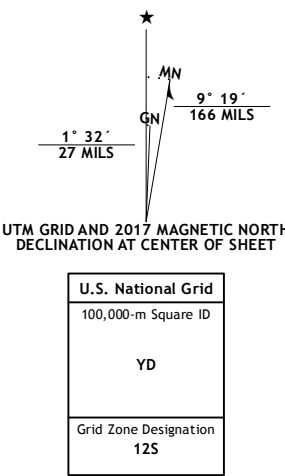 ★
MN
GN
9° 19´
166 MILS
1° 32´
27 MILS
UTM GRID AND 2017 MAGNETIC NORTH
DECLINATION AT CENTER OF SHEET
U.S. National Grid
100,000-m Square ID
YD
Grid Zone Designation
12S